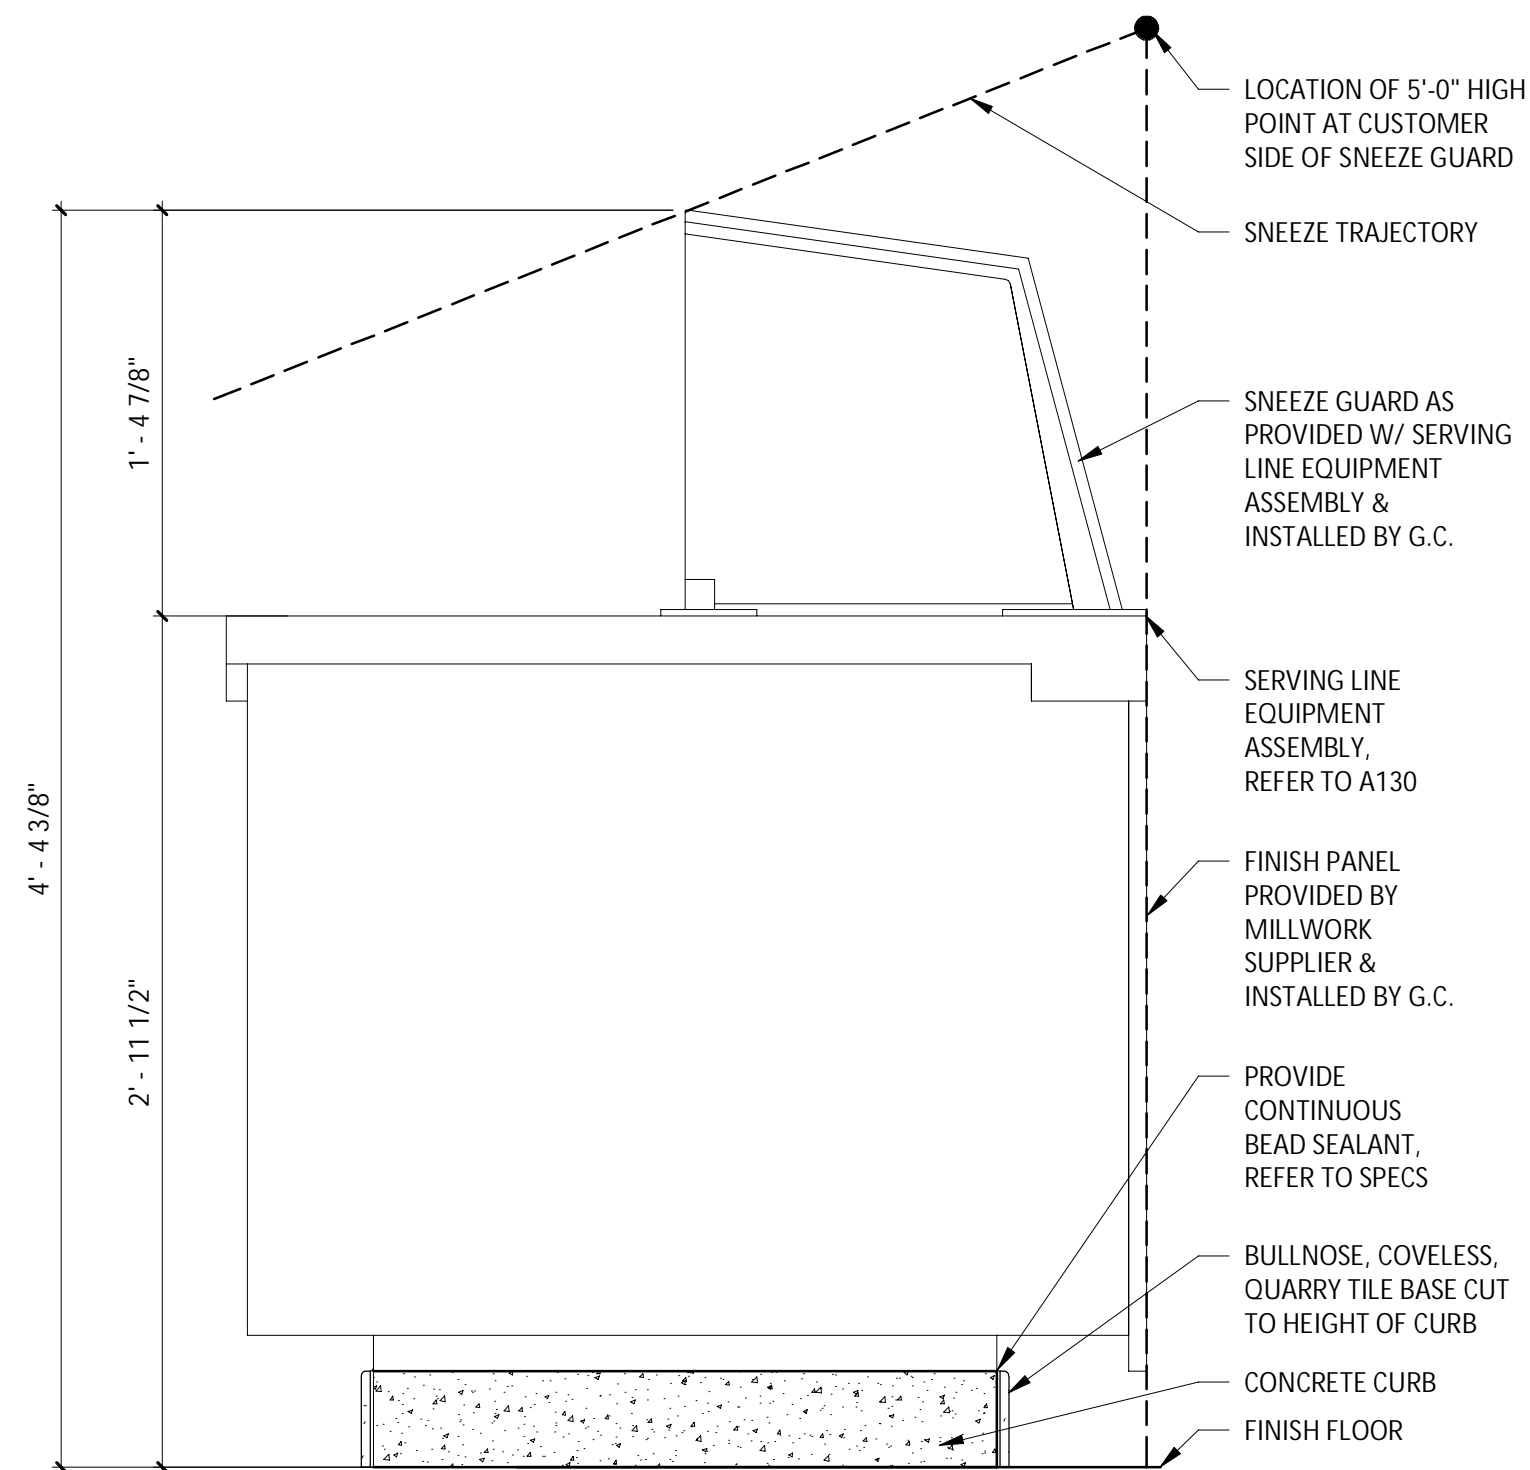 LOCATION OF 5'-0" HIGH
POINT AT CUSTOMER
SIDE OF SNEEZE GUARD
SNEEZE TRAJECTORY
1' - 4 7/8"
SNEEZE GUARD AS
PROVIDED W/ SERVING
LINE EQUIPMENT
ASSEMBLY &
INSTALLED BY G.C.
SERVING LINE
EQUIPMENT
ASSEMBLY,
REFER TO A130
4' - 4 3/8"
FINISH PANEL
PROVIDED BY
MILLWORK
SUPPLIER &
INSTALLED BY G.C.
2' - 11 1/2"
PROVIDE
CONTINUOUS
BEAD SEALANT,
REFER TO SPECS
BULLNOSE, COVELESS,
QUARRY TILE BASE CUT
TO HEIGHT OF CURB
CONCRETE CURB
FINISH FLOOR